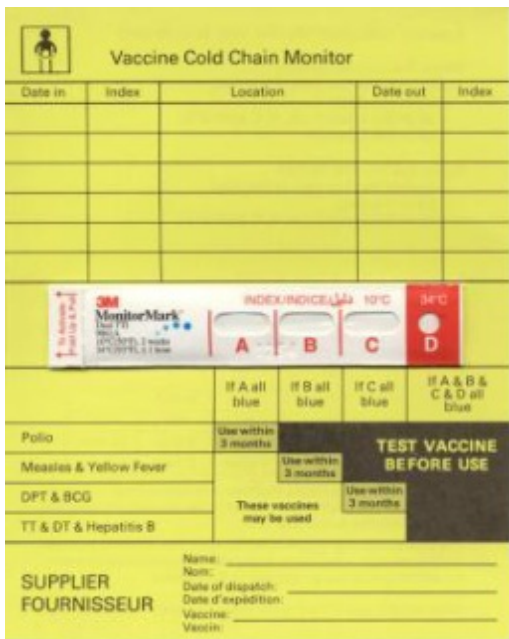 Vaccine Cold Chain Monitor
Date in Index Location Date out Index
To Activate
3M
MonitorMark
INDEX/INDICE/ 10°C 34°C
A B C D
If A all blue If B all blue If C all blue If A & B & C & D all blue
Polio
Use within 3 months
TEST VACCINE BEFORE USE
Measles & Yellow Fever
Use within 3 months
DPT & BCG
These vaccines may be used
Use within 3 months
TT & DT & Hepatitis B
SUPPLIER
FOURNISSEUR
Name:
Nom:
Date of dispatch:
Date d'expédition:
Vaccine:
Vaccin: